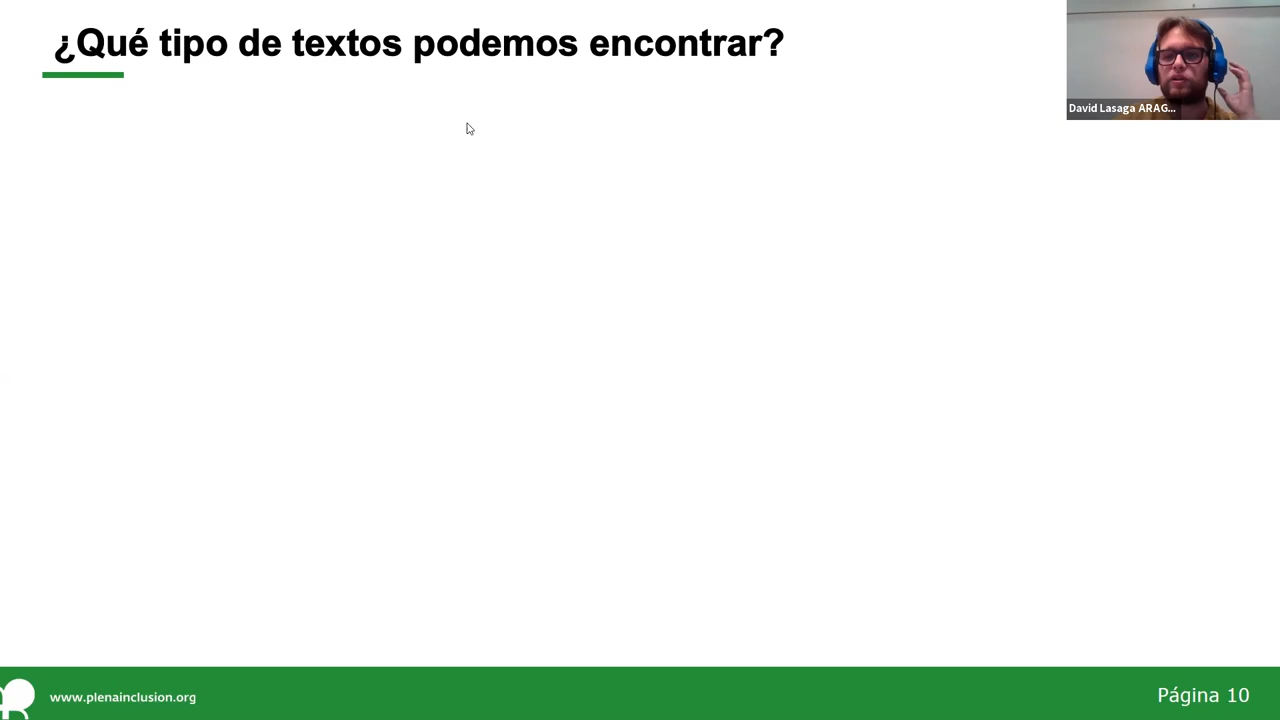 ¿Qué tipo de textos podemos encontrar?
David Lasaga ARAG...
www.plenainclusion.org
Página 10